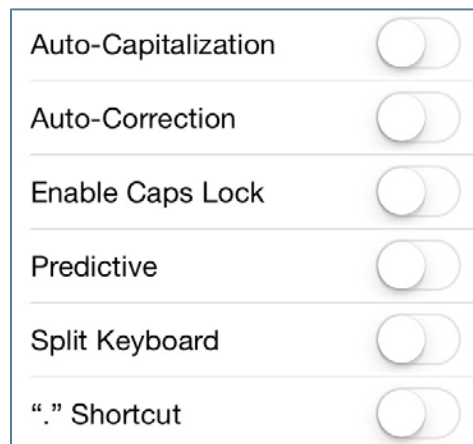 Auto-Capitalization
Auto-Correction
Enable Caps Lock
Predictive
Split Keyboard
“.” Shortcut